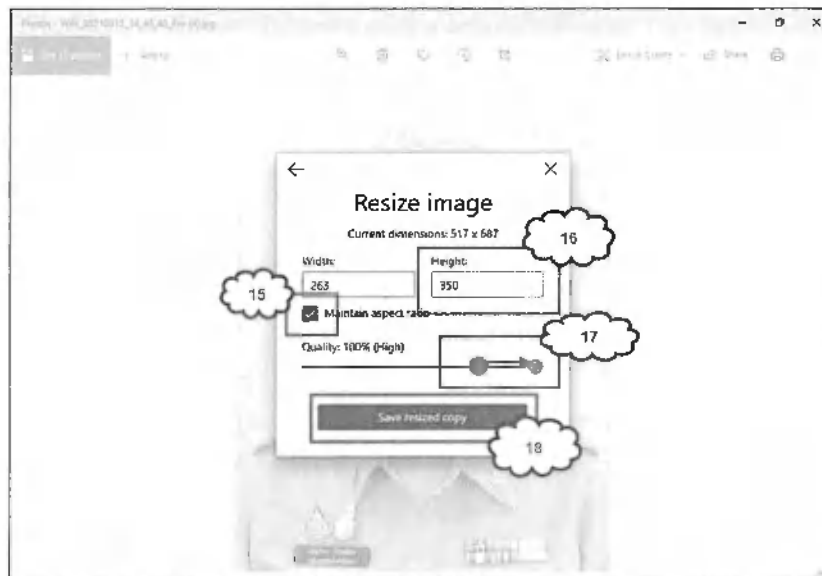 Resize image
Current dimensions: 517 x 687
16
Width:
Height:
15
263
350
Maintain aspect ratio
17
Quality: 100% (High)
Save resized copy
18